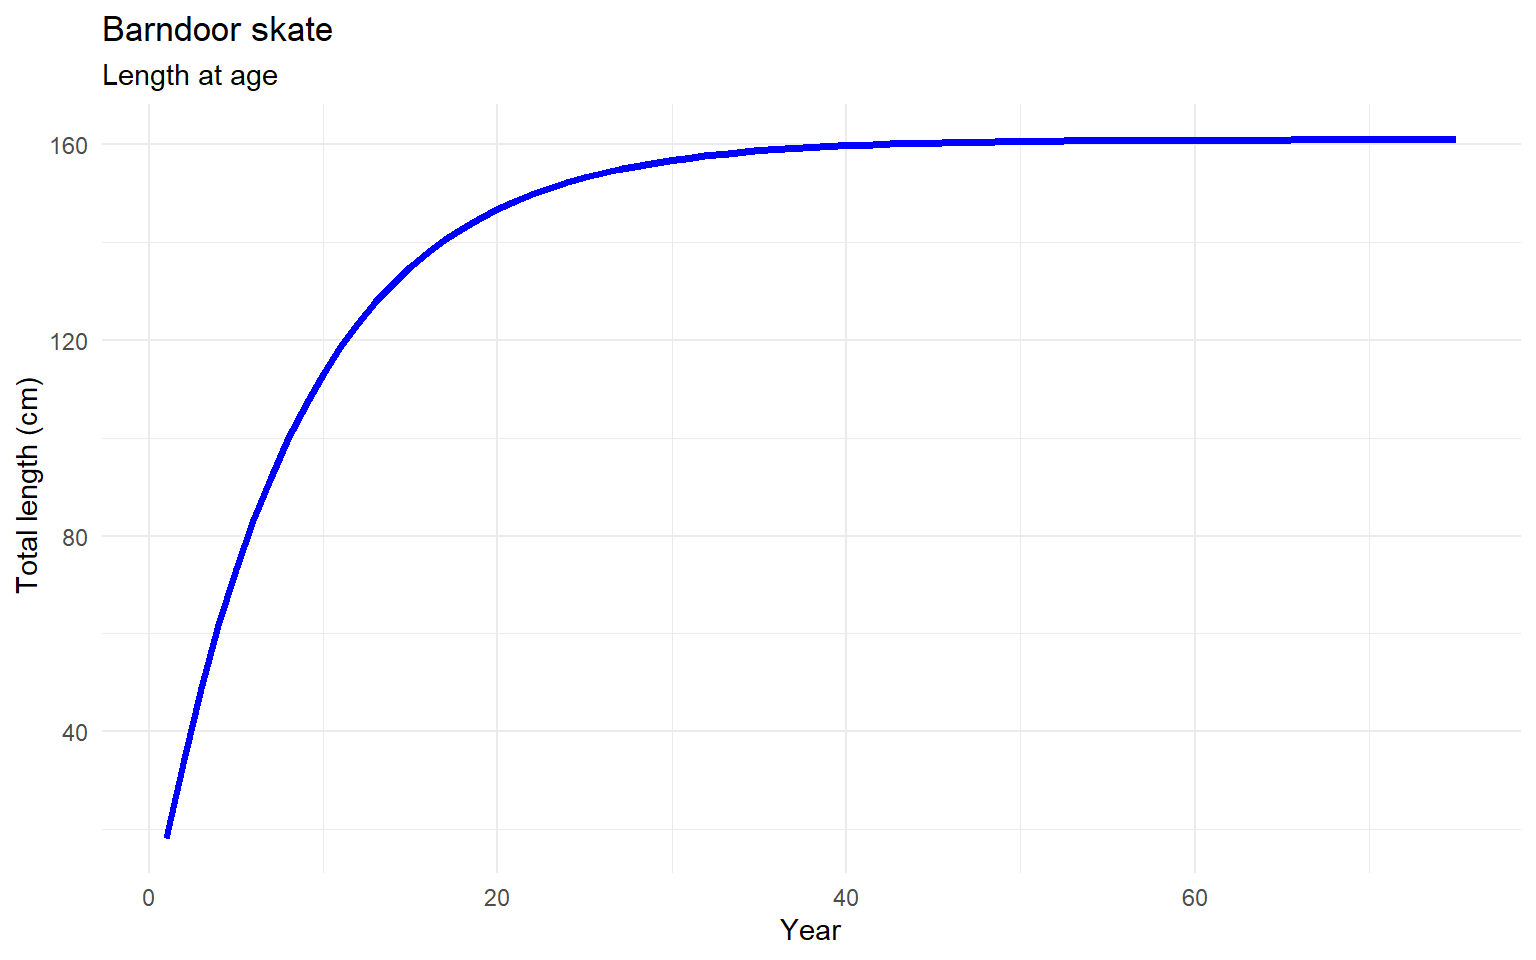 Barndoor skate
Length at age
160
120
80
40
Total length (cm)
0 20 40 60
Year